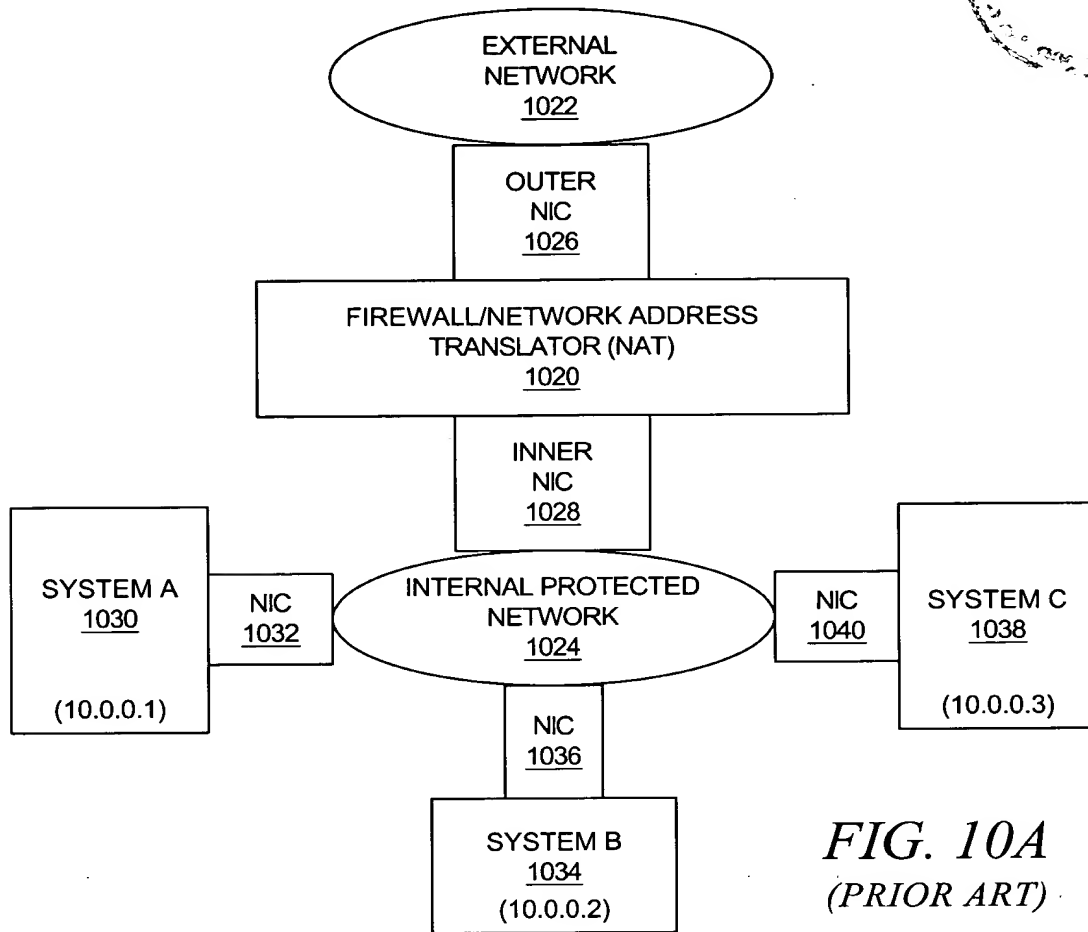 EXTERNAL
NETWORK
1022
OUTER
NIC
1026
FIREWALL/NETWORK ADDRESS
TRANSLATOR (NAT)
1020
INNER
NIC
1028
SYSTEM A
1030
(10.0.0.1)
NIC
1032
INTERNAL PROTECTED
NETWORK
1024
NIC
1040
SYSTEM C
1038
(10.0.0.3)
NIC
1036
SYSTEM B
1034
(10.0.0.2)
FIG. 10A
(PRIOR ART)